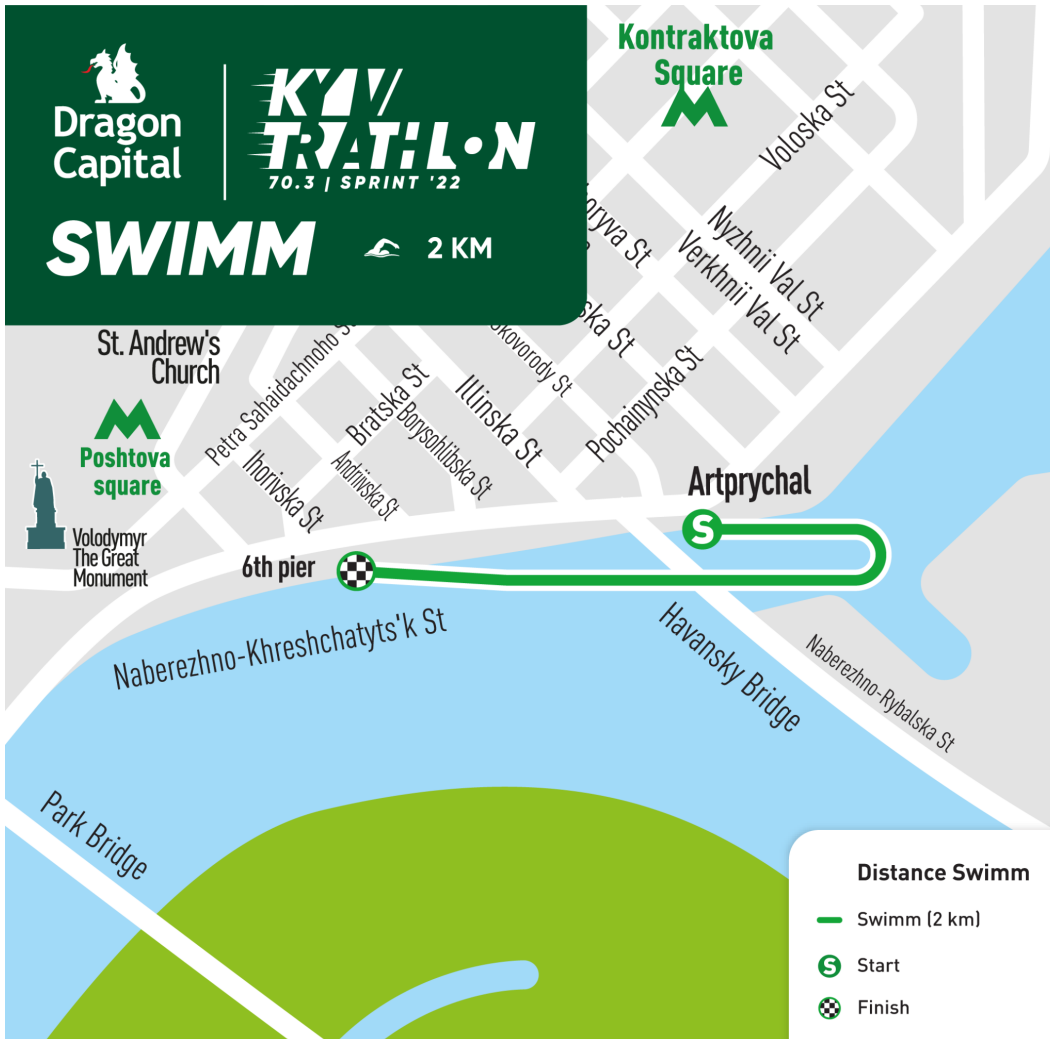 Dragon
Capital
KYIV
TRIATHLON
70.3 | SPRINT '22
SWIMM
2 KM
Kontraktova
Square
Voloska St
Nyzhnii Val St
Verkhnii Val St
St
St
Skovorody St
Pochainynska St
Illinska St
Bratska St
Borysohlibska St
Andriivska St
Petra Sahaidachnoho
Ihorivska St
St. Andrew's
Church
Poshtova
square
Volodymyr
The Great
Monument
Artprychal
S
6th pier
Naberezhno-Khreshchatyts'k St
Havansky Bridge
Naberezhno-Rybalska St
Park Bridge
Distance Swimm
Swimm (2 km)
S
Start
Finish